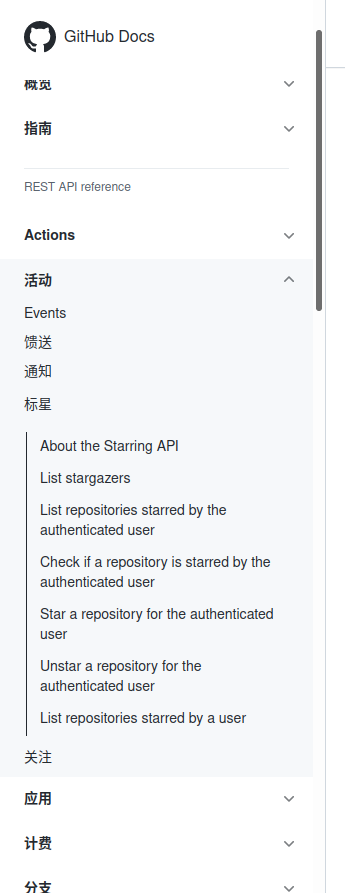 GitHub Docs
概览
指南
REST API reference
Actions
活动
Events
馈送
通知
标星
About the Starring API
List stargazers
List repositories starred by the
authenticated user
Check if a repository is starred by the
authenticated user
Star a repository for the authenticated
user
Unstar a repository for the
authenticated user
List repositories starred by a user
关注
应用
计费
分支